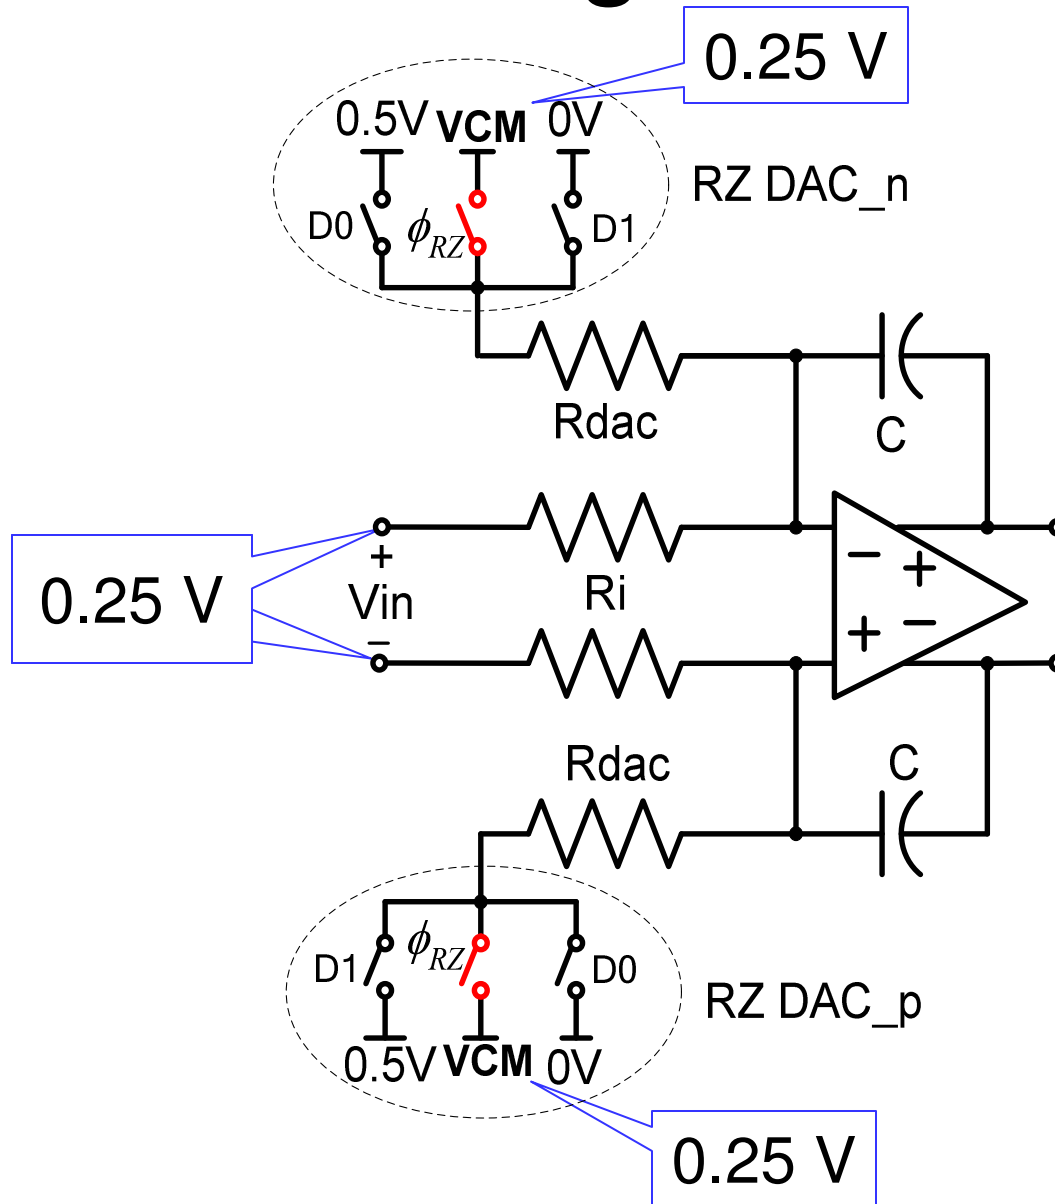 0.25 V
0.5V VCM 0V
RZ DAC_n
D0 ϕRZ D1
Rdac
C
+
Vin
−
0.25 V
Ri
− +
+ −
Rdac
C
D1 ϕRZ D0
RZ DAC_p
0.5V VCM 0V
0.25 V